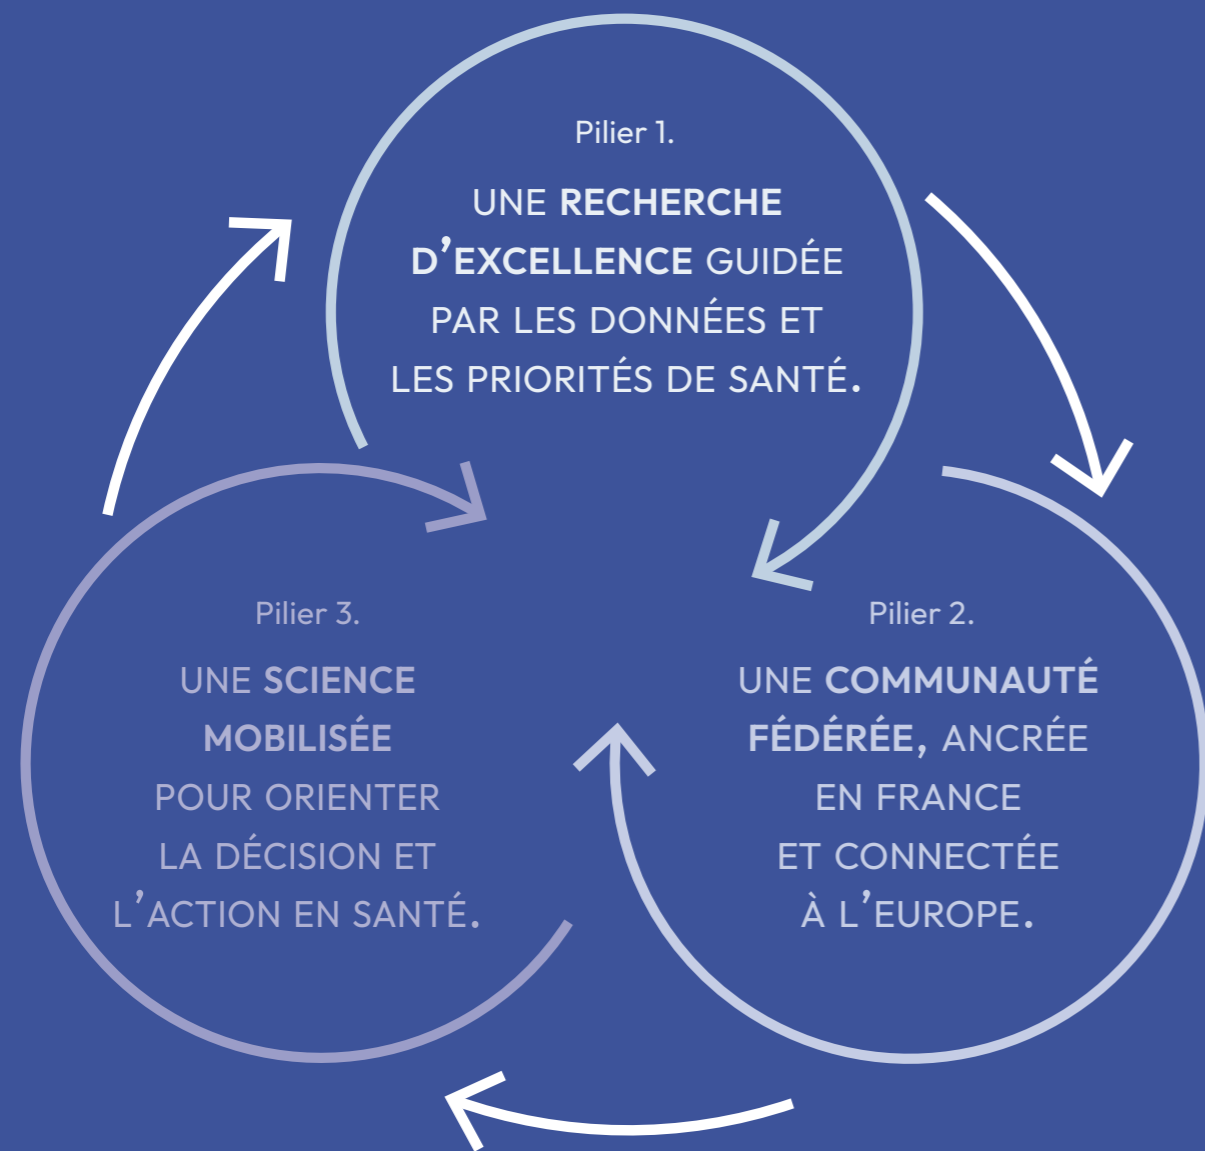 Pilier 1.
UNE RECHERCHE
D'EXCELLENCE GUIDÉE
PAR LES DONNÉES ET
LES PRIORITÉS DE SANTÉ.
Pilier 2.
UNE COMMUNAUTÉ
FÉDÉRÉE, ANCRÉE
EN FRANCE
ET CONNECTÉE
À L'EUROPE.
Pilier 3.
UNE SCIENCE
MOBILISÉE
POUR ORIENTER
LA DÉCISION ET
L'ACTION EN SANTÉ.